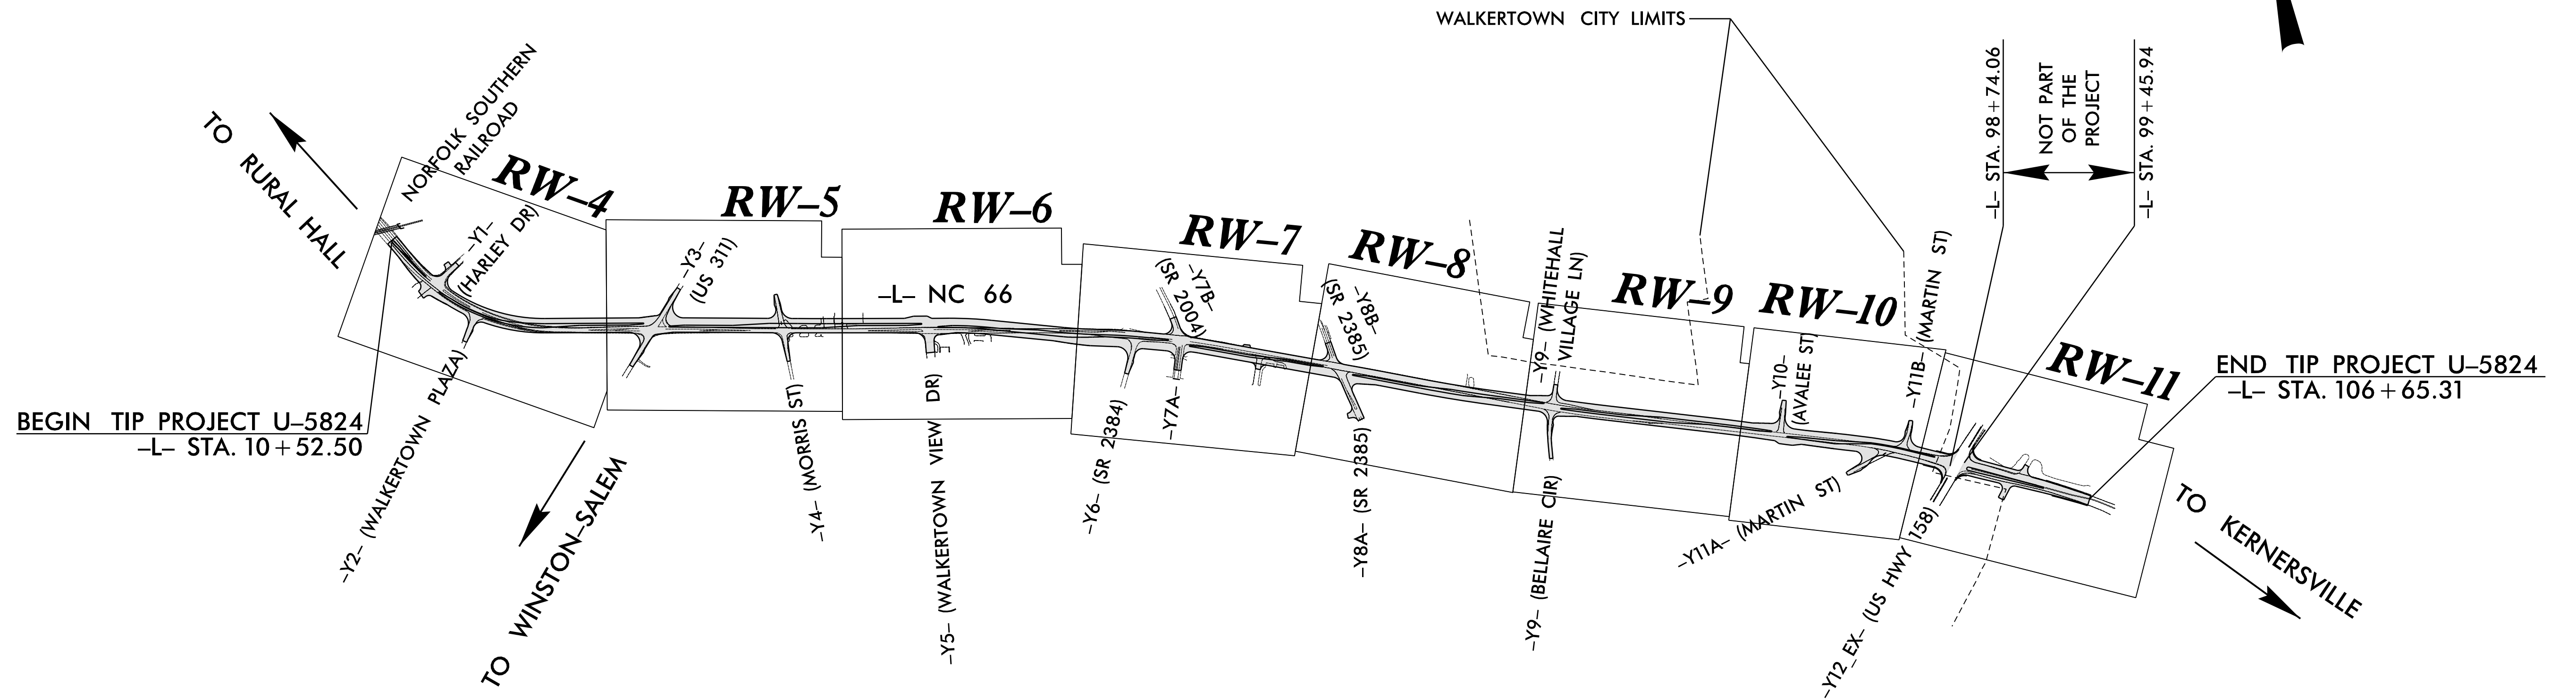 WALKERTOWN CITY LIMITS
-L- STA. 98+74.06
NOT PART
OF THE
PROJECT
-L- STA. 99+45.94
NORFOLK SOUTHERN
RAILROAD
TO RURAL HALL
RW-4
RW-5
RW-6
RW-7
RW-8
RW-9
RW-10
RW-11
-Y1-
(HARLEY DR)
-Y3-
(US 311)
-L- NC 66
-Y7B-
(SR 2004)
-Y8B-
(SR 2385)
-Y9- (WHITEHALL
VILLAGE LN)
-Y10-
(AVALEE ST)
-Y11B- (MARTIN ST)
END TIP PROJECT U-5824
-L- STA. 106+65.31
BEGIN TIP PROJECT U-5824
-L- STA. 10+52.50
-Y2- (WALKERTOWN PLAZA)
TO WINSTON-SALEM
-Y4- (MORRIS ST)
-Y5- (WALKERTOWN VIEW DR)
-Y6- (SR 2384)
-Y7A-
-Y8A- (SR 2385)
-Y9- (BELLAIRE CIR)
-Y11A- (MARTIN ST)
-Y12_EX- (US HWY 158)
TO KERNERSVILLE